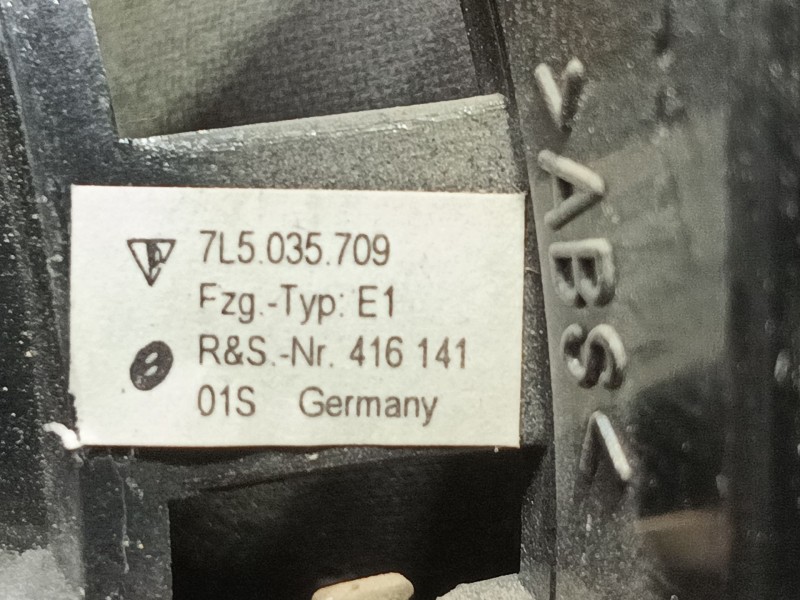 7L5.035.709
Fzg.-Typ: E1
R&S.-Nr. 416 141
01S Germany
>ABS<